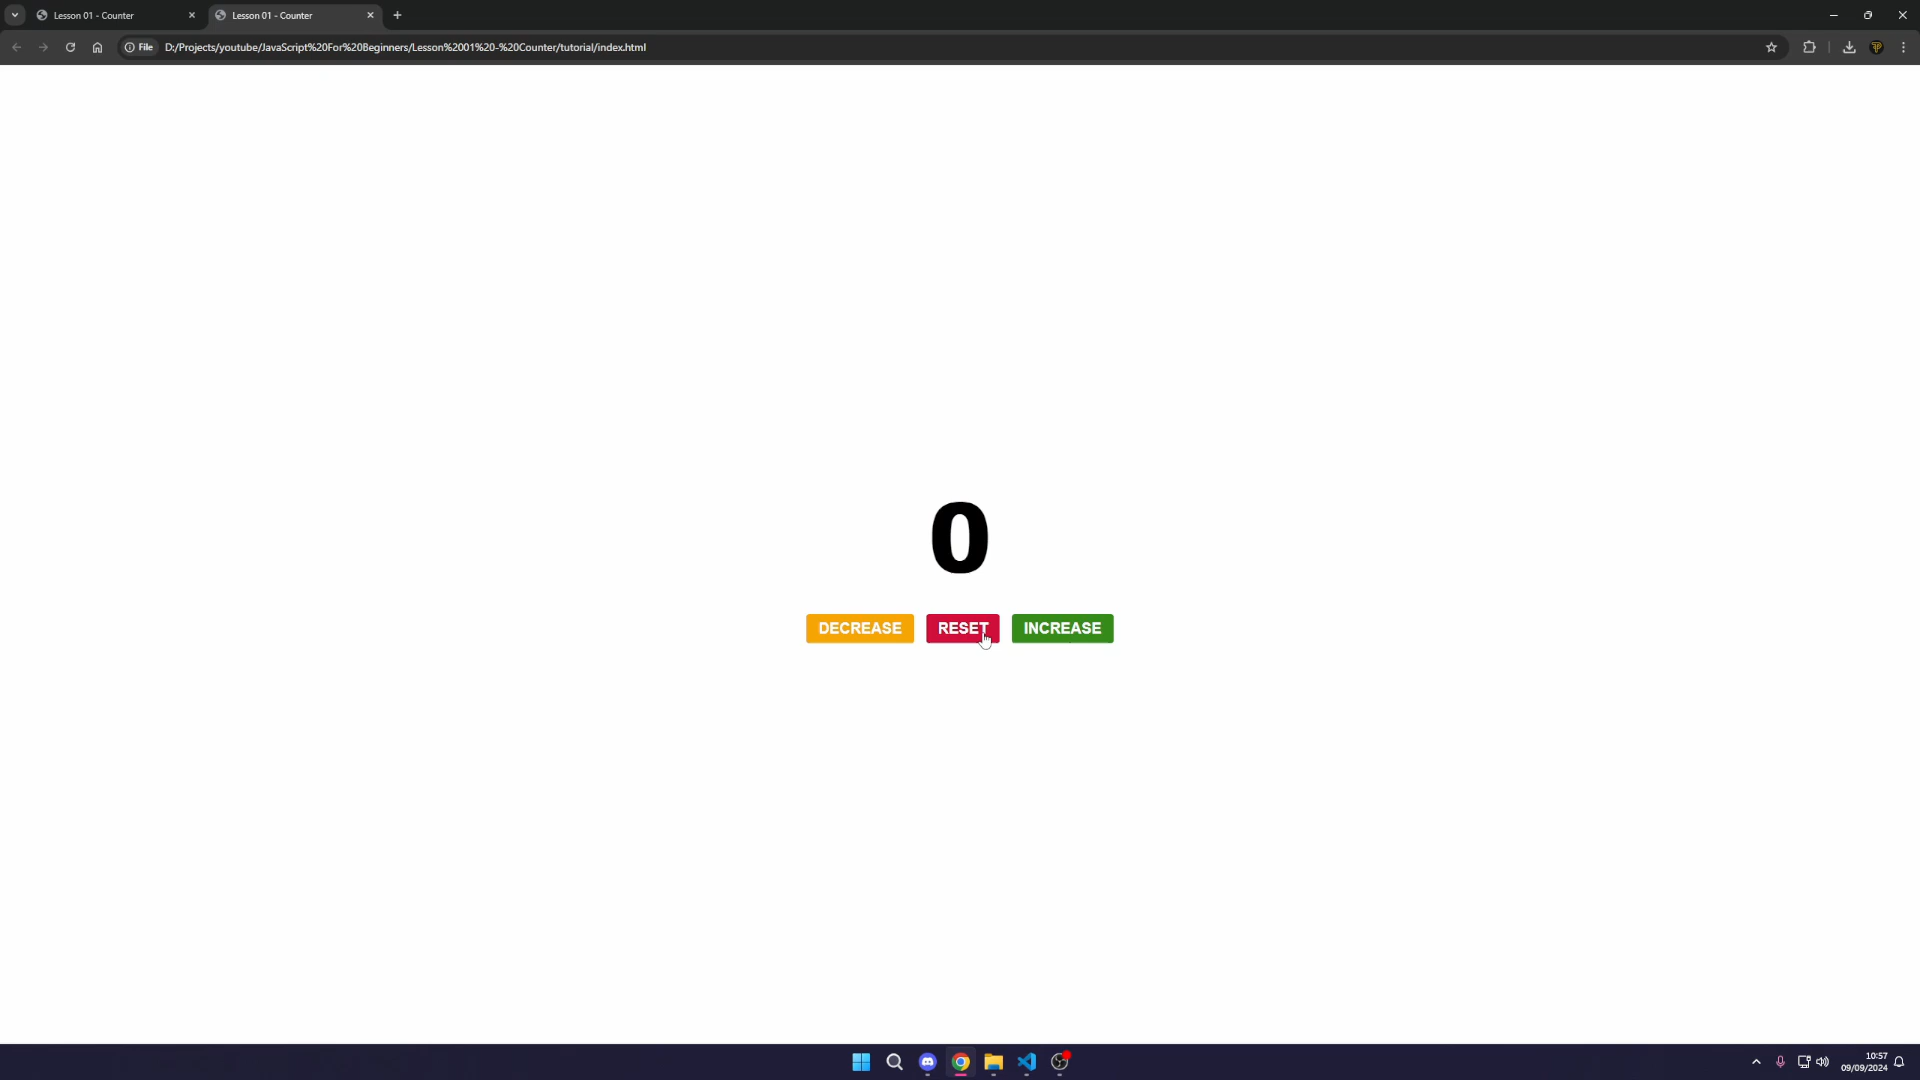 Lesson 01 - Counter
Lesson 01 - Counter
File
D:/Projects/youtube/JavaScript%20For%20Beginners/Lesson%2001%20-%20Counter/tutorial/index.html
0
DECREASE
RESET
INCREASE
10:57
09/09/2024